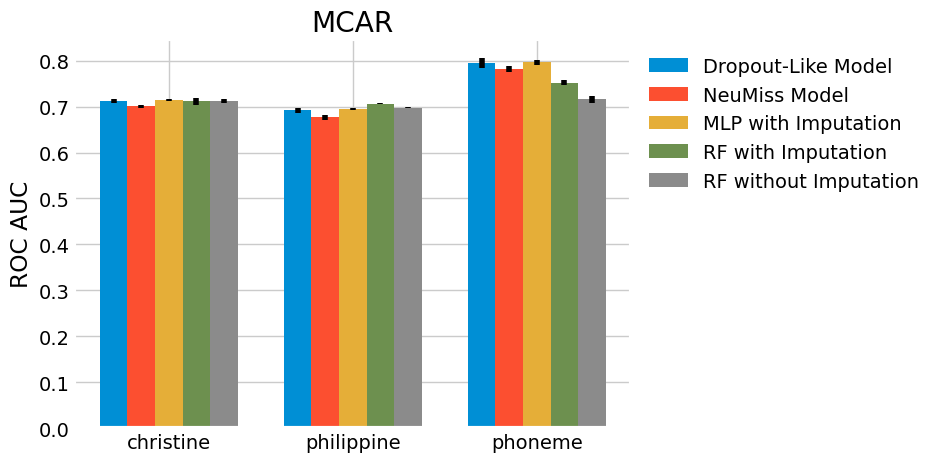 MCAR
ROC AUC
0.8
0.7
0.6
0.5
0.4
0.3
0.2
0.1
0.0
christine
philippine
phoneme
Dropout-Like Model
NeuMiss Model
MLP with Imputation
RF with Imputation
RF without Imputation